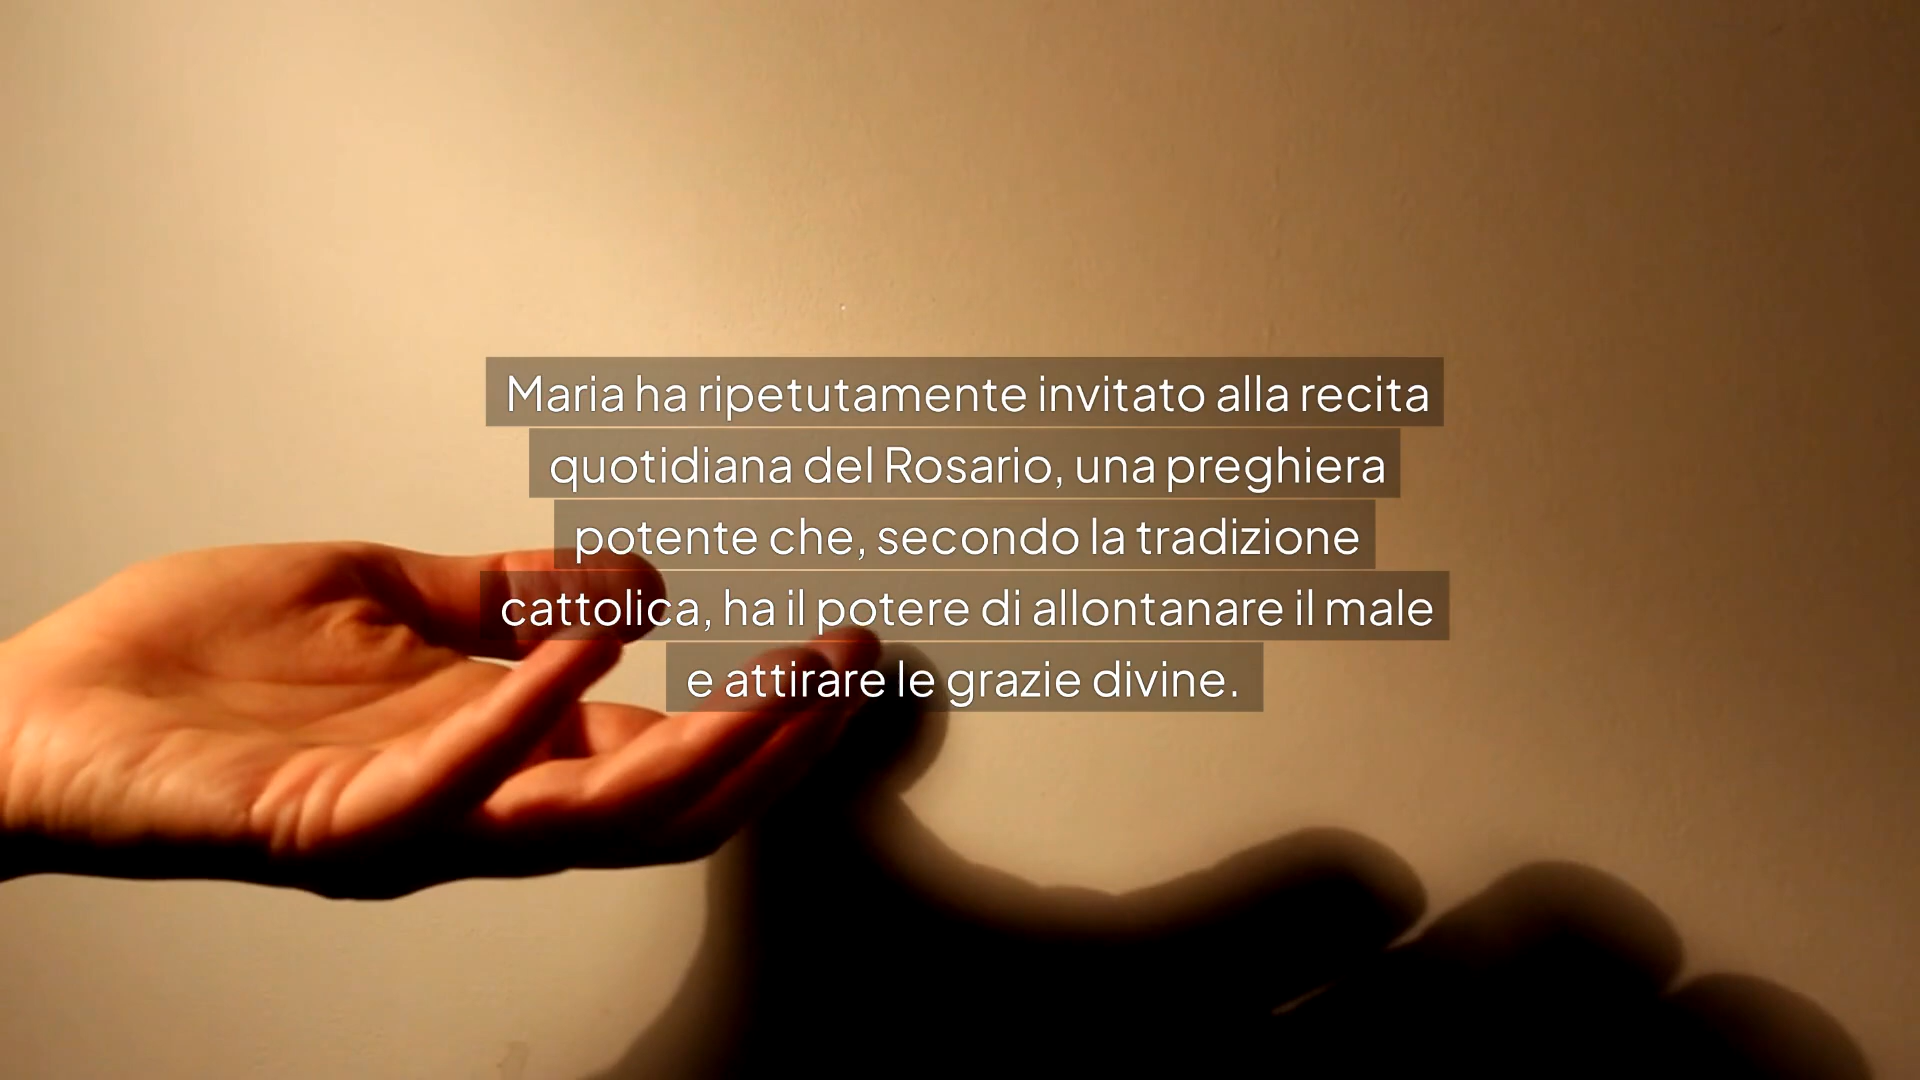 Maria ha ripetutamente invitato alla recita
quotidiana del Rosario, una preghiera
potente che, secondo la tradizione
cattolica, ha il potere di allontanare il male
e attirare le grazie divine.